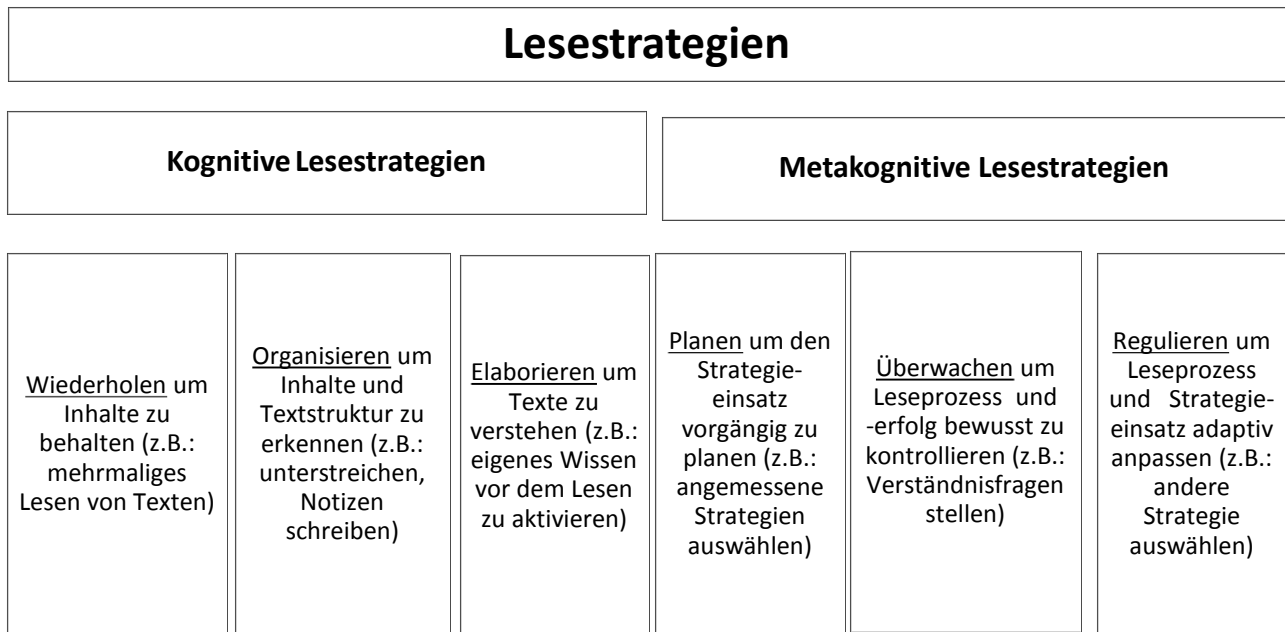 Lesestrategien
Kognitive Lesestrategien
Metakognitive Lesestrategien
Wiederholen um
Inhalte zu
behalten (z.B.:
mehrmaliges
Lesen von Texten)
Organisieren um
Inhalte und
Textstruktur zu
erkennen (z.B.:
unterstreichen,
Notizen
schreiben)
Elaborieren um
Texte zu
verstehen (z.B.:
eigenes Wissen
vor dem Lesen
zu aktivieren)
Planen um den
Strategie-
einsatz
vorgängig zu
planen (z.B.:
angemessene
Strategien
auswählen)
Überwachen um
Leseprozess und
-erfolg bewusst zu
kontrollieren (z.B.:
Verständnisfragen
stellen)
Regulieren um
Leseprozess
und Strategie-
einsatz adaptiv
anpassen (z.B.:
andere
Strategie
auswählen)